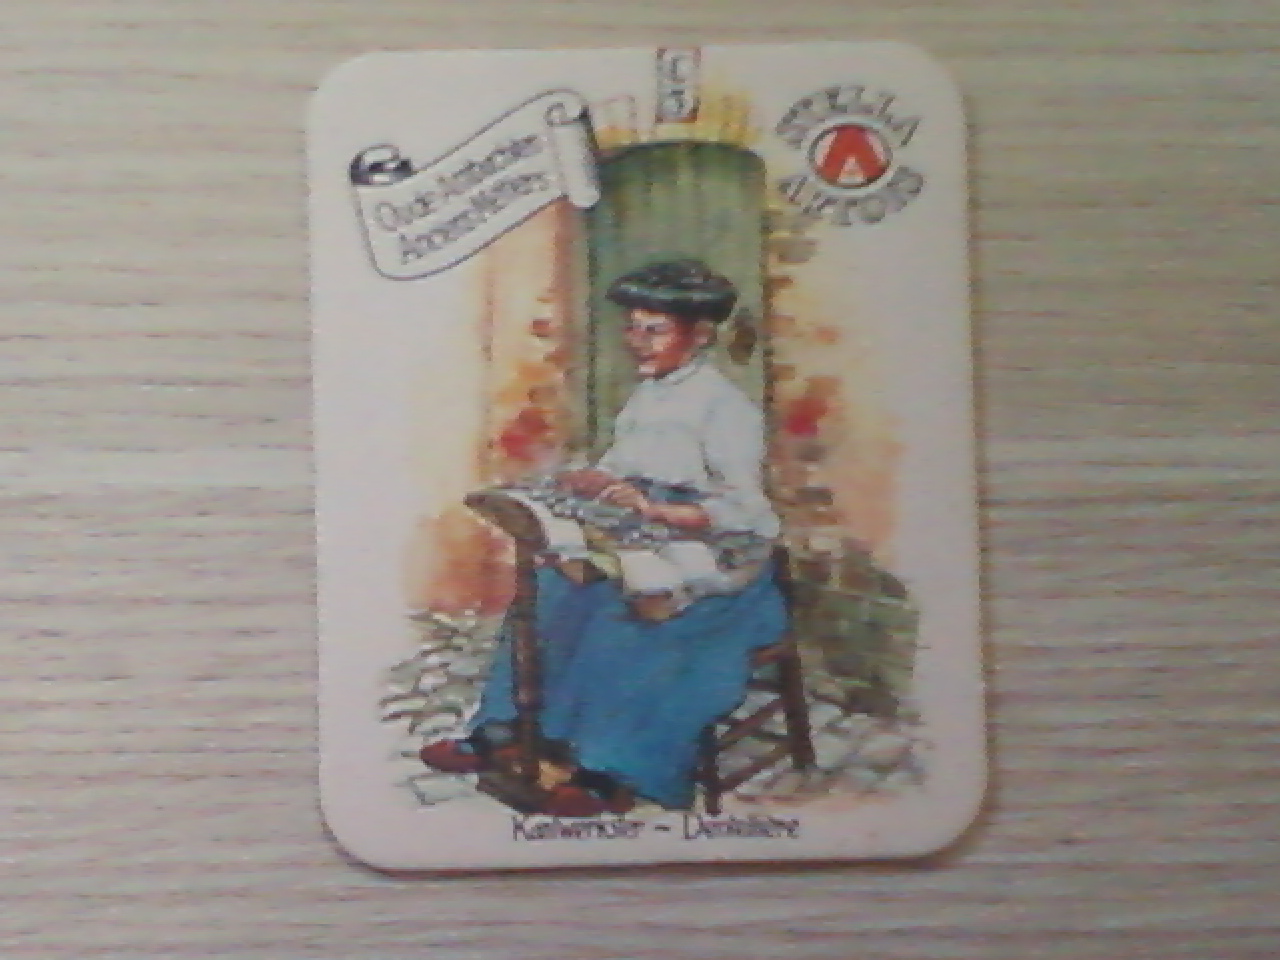 Oude Ambachten
Anciens Métiers
STELLA
ARTOIS
Kantwerkster - Dentellière